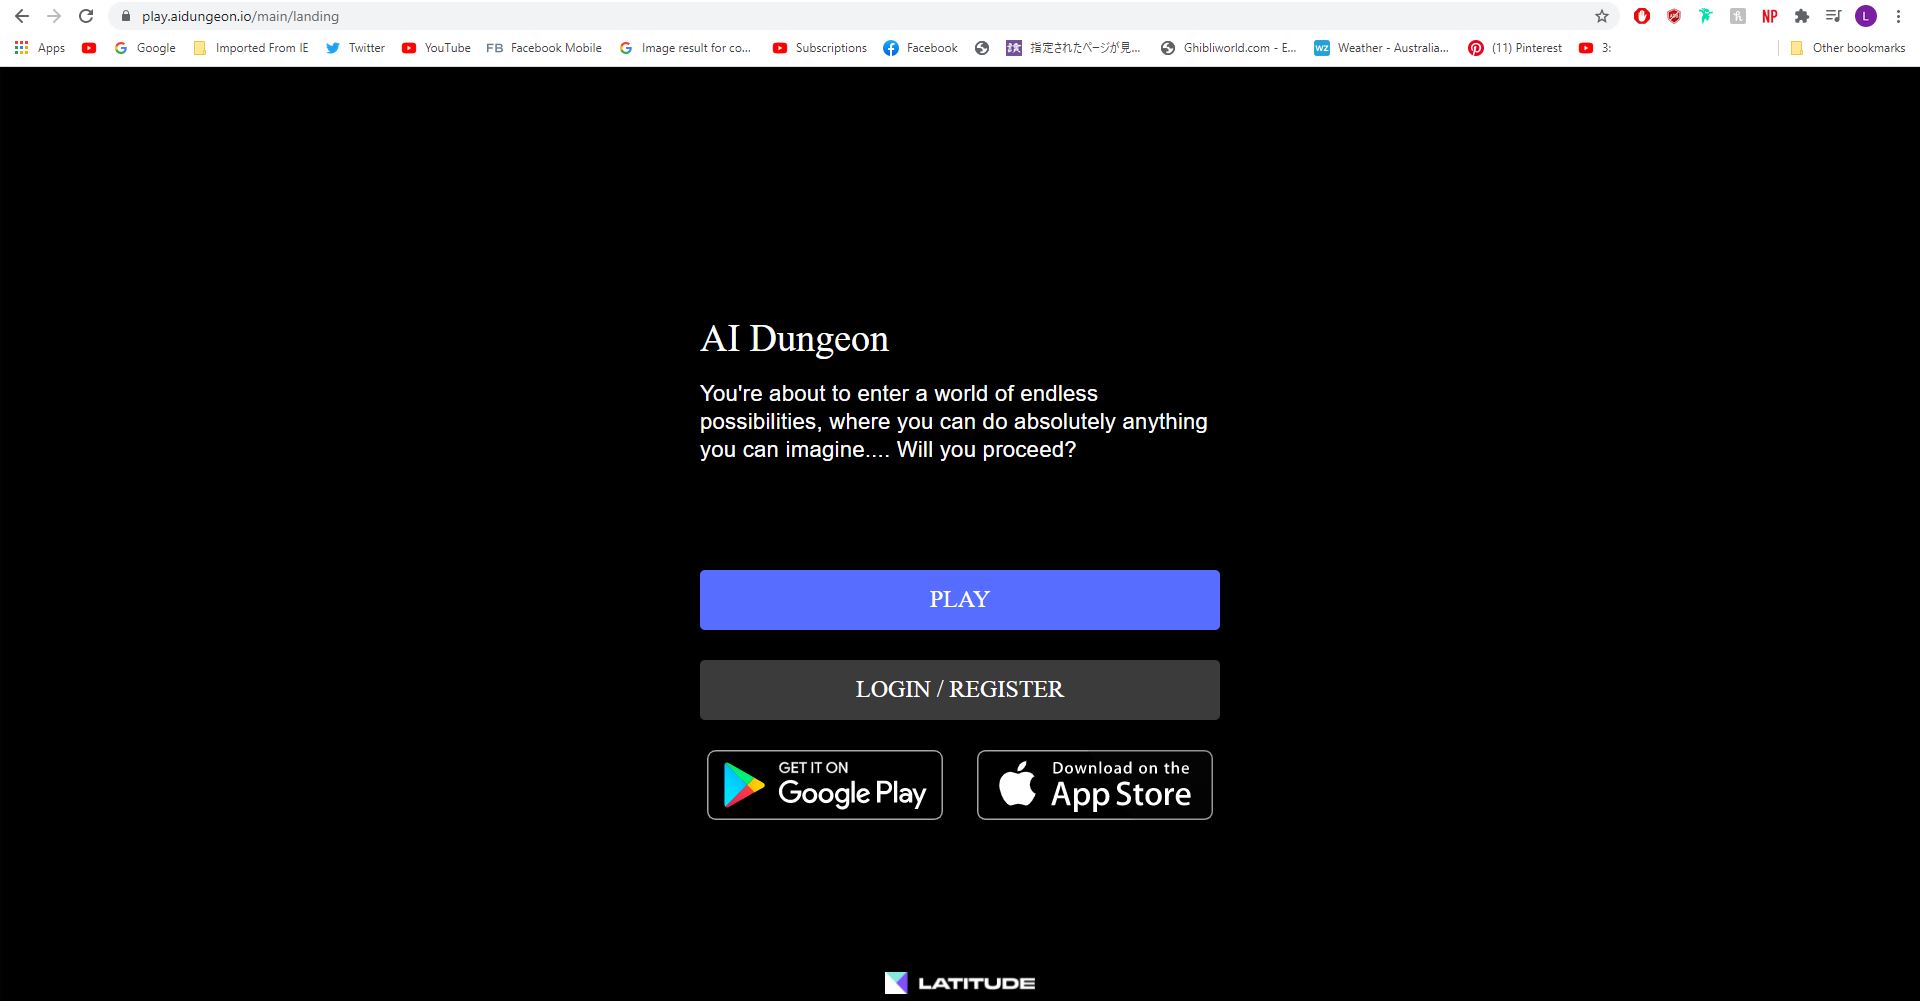 play.aidungeon.io/main/landing
NP
L
Apps
Google
Imported From IE
Twitter
YouTube
FB Facebook Mobile
Image result for co...
Subscriptions
Facebook
指定されたページが見...
Ghibliworld.com - E...
WZ Weather - Australia...
(11) Pinterest
3:
Other bookmarks
AI Dungeon
You're about to enter a world of endless
possibilities, where you can do absolutely anything
you can imagine.... Will you proceed?
PLAY
LOGIN / REGISTER
GET IT ON
Google Play
Download on the
App Store
LATITUDE